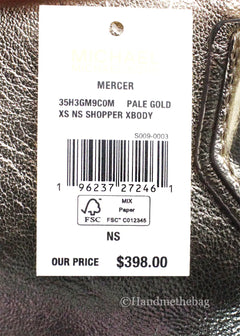 MERCER
35H3GM9C0M PALE GOLD
XS NS SHOPPER XBODY
S009-0003
1 96237 27246 1
FSC
MIX
Paper
FSC® C012345
NS
OUR PRICE $398.00
©Handmethebag